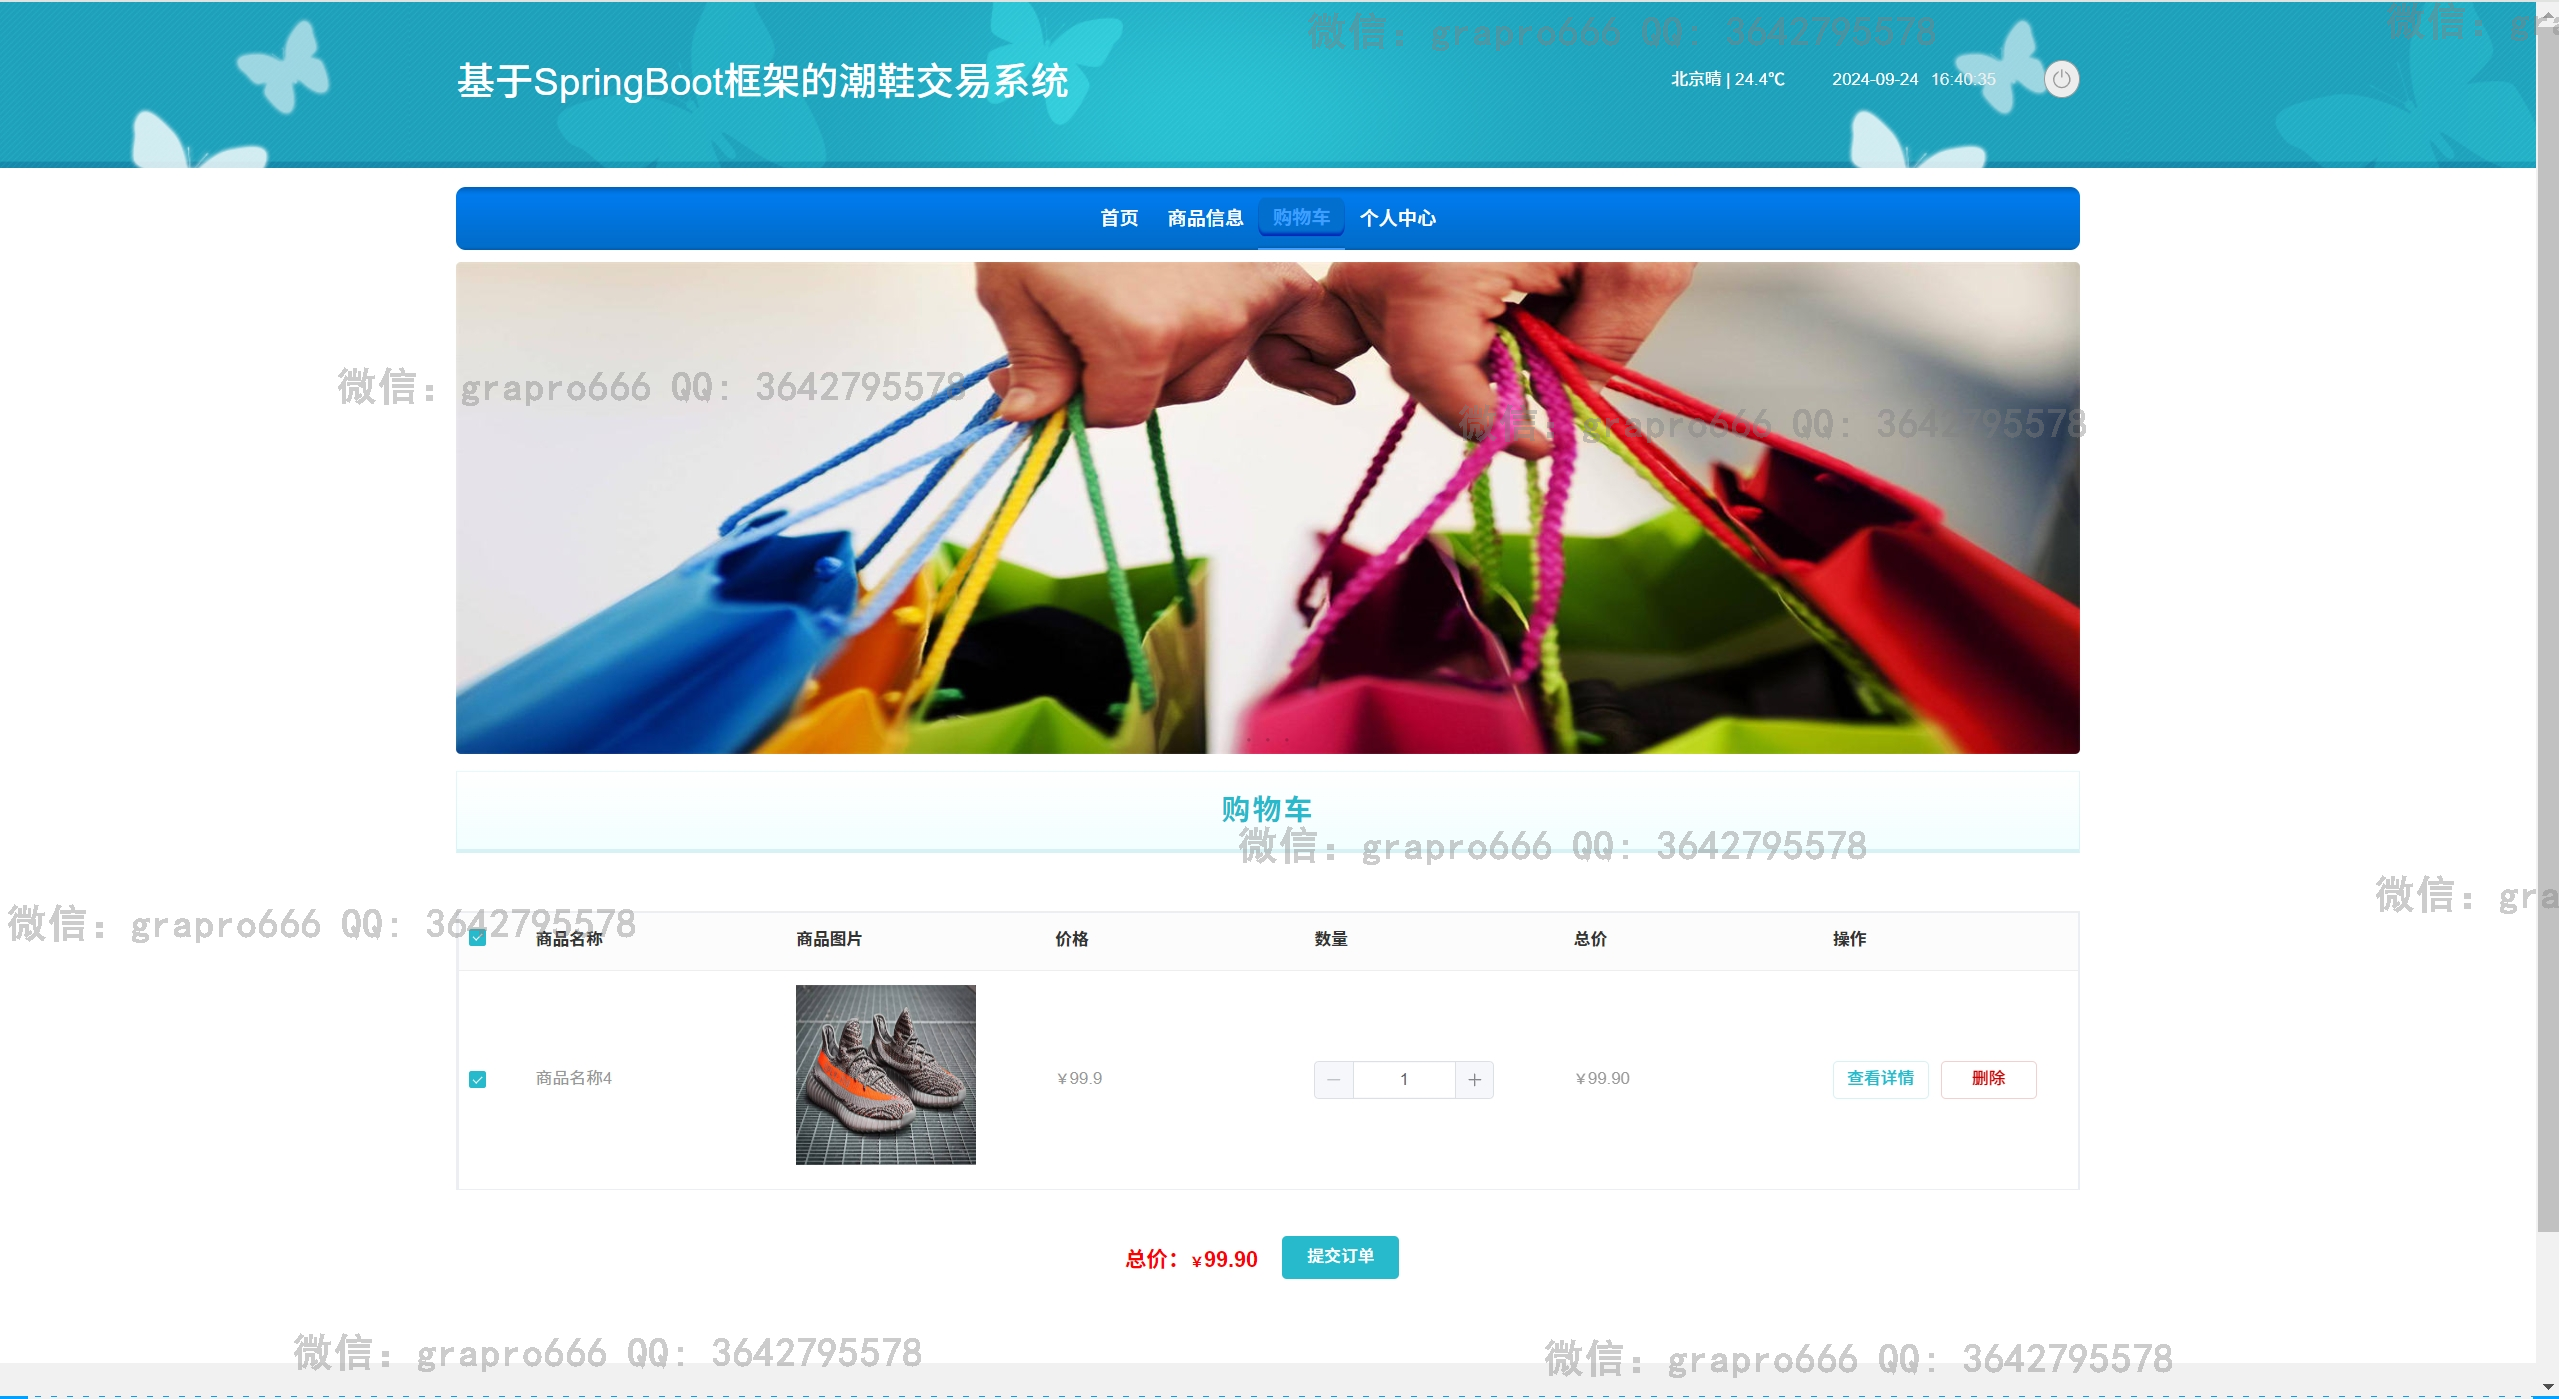 微信：grapro666 QQ：3642795578
微信：gra
基于SpringBoot框架的潮鞋交易系统
北京晴 | 24.4℃ 2024-09-24 16:40:35
首页 商品信息 购物车 个人中心
微信：grapro666 QQ：3642795578
微信：grapro666 QQ：3642795578
购物车
微信：grapro666 QQ：3642795578
微信：gra
微信：grapro666 QQ：3642795578
商品名称 商品图片 价格 数量 总价 操作
商品名称4 ￥99.9 1 ￥99.90 查看详情 删除
总价：￥99.90 提交订单
微信：grapro666 QQ：3642795578
微信：grapro666 QQ：3642795578